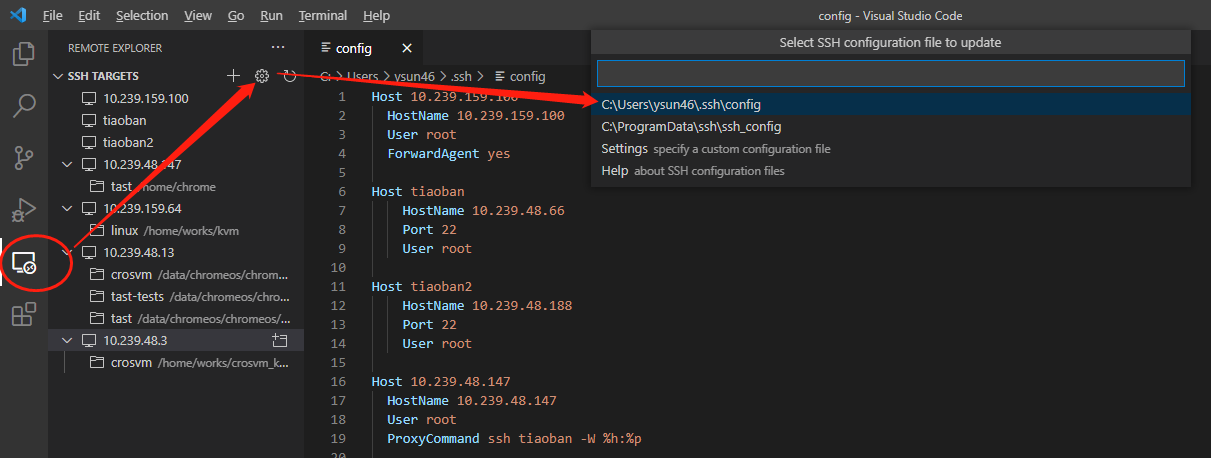 File Edit Selection View Go Run Terminal Help config - Visual Studio Code
REMOTE EXPLORER ···
SSH TARGETS
10.239.159.100
tiaoban
tiaoban2
10.239.48.147
tast /home/chrome
10.239.159.64
linux /home/works/kvm
10.239.48.13
crosvm /data/chromeos/chrom...
tast-tests /data/chromeos/chro...
tast /data/chromeos/chromeos/...
10.239.48.3
crosvm /home/works/crosvm_k...
config
C: > Users > ysun46 > .ssh > config
1 Host 10.239.159.100
2 HostName 10.239.159.100
3 User root
4 ForwardAgent yes
5
6 Host tiaoban
7 HostName 10.239.48.66
8 Port 22
9 User root
10
11 Host tiaoban2
12 HostName 10.239.48.188
13 Port 22
14 User root
15
16 Host 10.239.48.147
17 HostName 10.239.48.147
18 User root
19 ProxyCommand ssh tiaoban -W %h:%p
20
Select SSH configuration file to update
C:\Users\ysun46\.ssh\config
C:\ProgramData\ssh\ssh_config
Settings specify a custom configuration file
Help about SSH configuration files